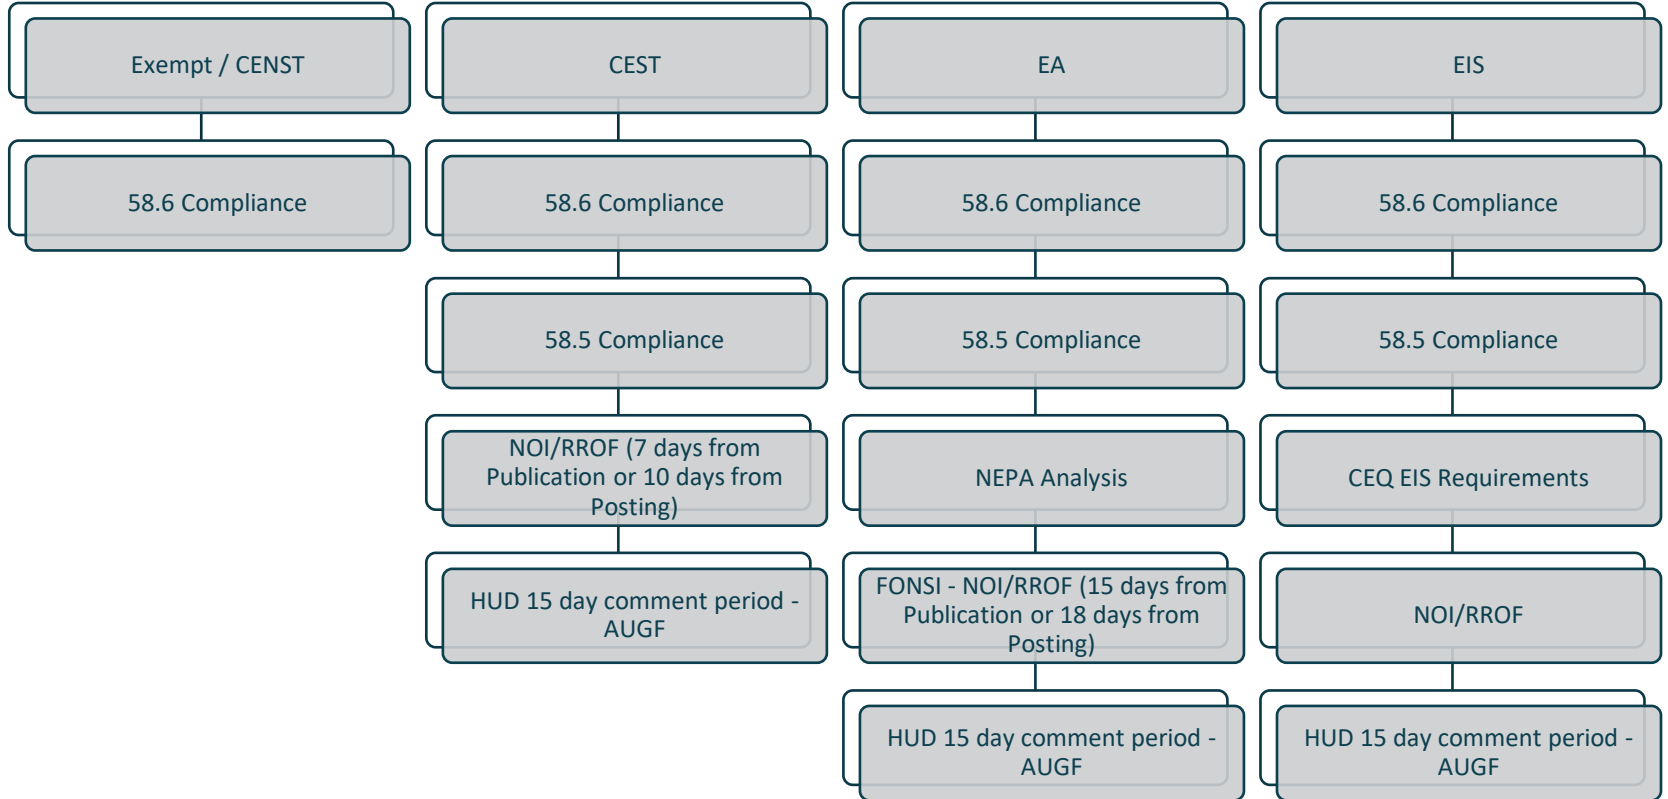 Exempt / CENST
58.6 Compliance
CEST
58.6 Compliance
58.5 Compliance
NOI/RROF (7 days from
Publication or 10 days from
Posting)
HUD 15 day comment period -
AUGF
EA
58.6 Compliance
58.5 Compliance
NEPA Analysis
FONSI - NOI/RROF (15 days from
Publication or 18 days from
Posting)
HUD 15 day comment period -
AUGF
EIS
58.6 Compliance
58.5 Compliance
CEQ EIS Requirements
NOI/RROF
HUD 15 day comment period -
AUGF